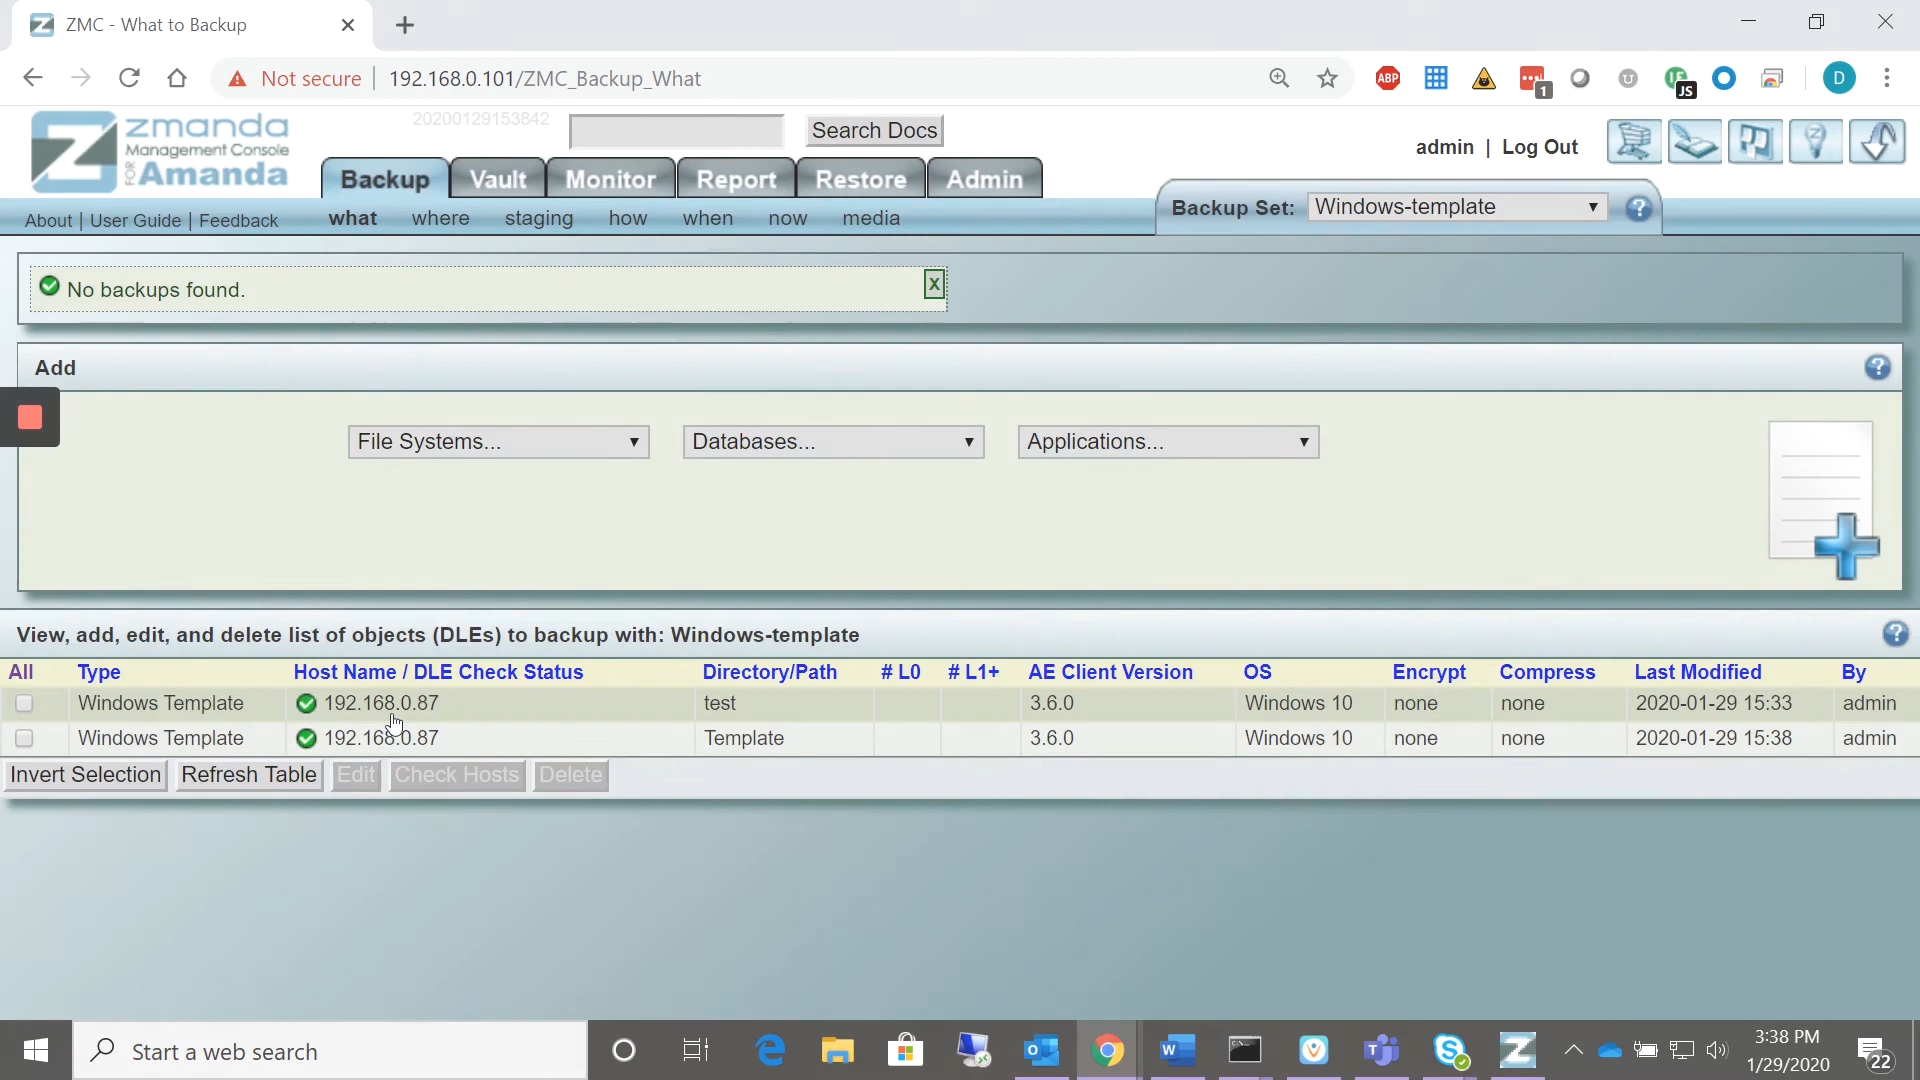 ZMC - What to Backup
Not secure 192.168.0.101/ZMC_Backup_What
ABP 1 U JS D
zmanda
Management Console
FOR Amanda
20200129153842
Search Docs
admin | Log Out
Backup Vault Monitor Report Restore Admin
About | User Guide | Feedback
what where staging how when now media
Backup Set: Windows-template
No backups found.
X
Add
File Systems... Databases... Applications...
View, add, edit, and delete list of objects (DLEs) to backup with: Windows-template
All Type Host Name / DLE Check Status Directory/Path # L0 # L1+ AE Client Version OS Encrypt Compress Last Modified By
Windows Template 192.168.0.87 test 3.6.0 Windows 10 none none 2020-01-29 15:33 admin
Windows Template 192.168.0.87 Template 3.6.0 Windows 10 none none 2020-01-29 15:38 admin
Invert Selection Refresh Table Edit Check Hosts Delete
Start a web search
3:38 PM
1/29/2020
22